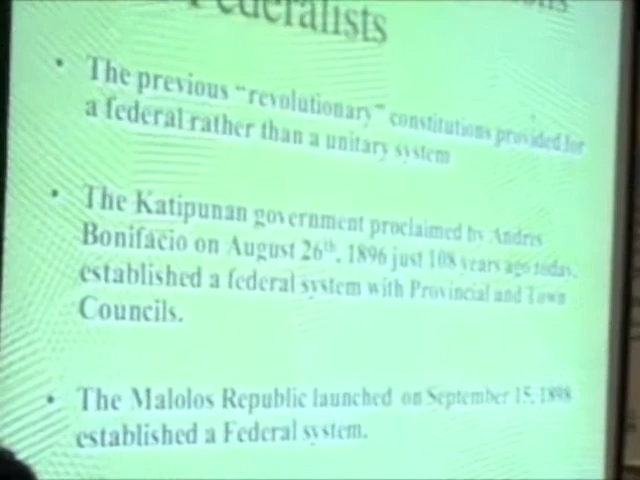 Federalists
• The previous "revolutionary" constitutions provided for
a federal rather than a unitary system
• The Katipunan government proclaimed by Andres
Bonifacio on August 26th, 1896 just 108 years ago today,
established a federal system with Provincial and Town
Councils.
• The Malolos Republic launched on September 15, 1898
established a Federal system.